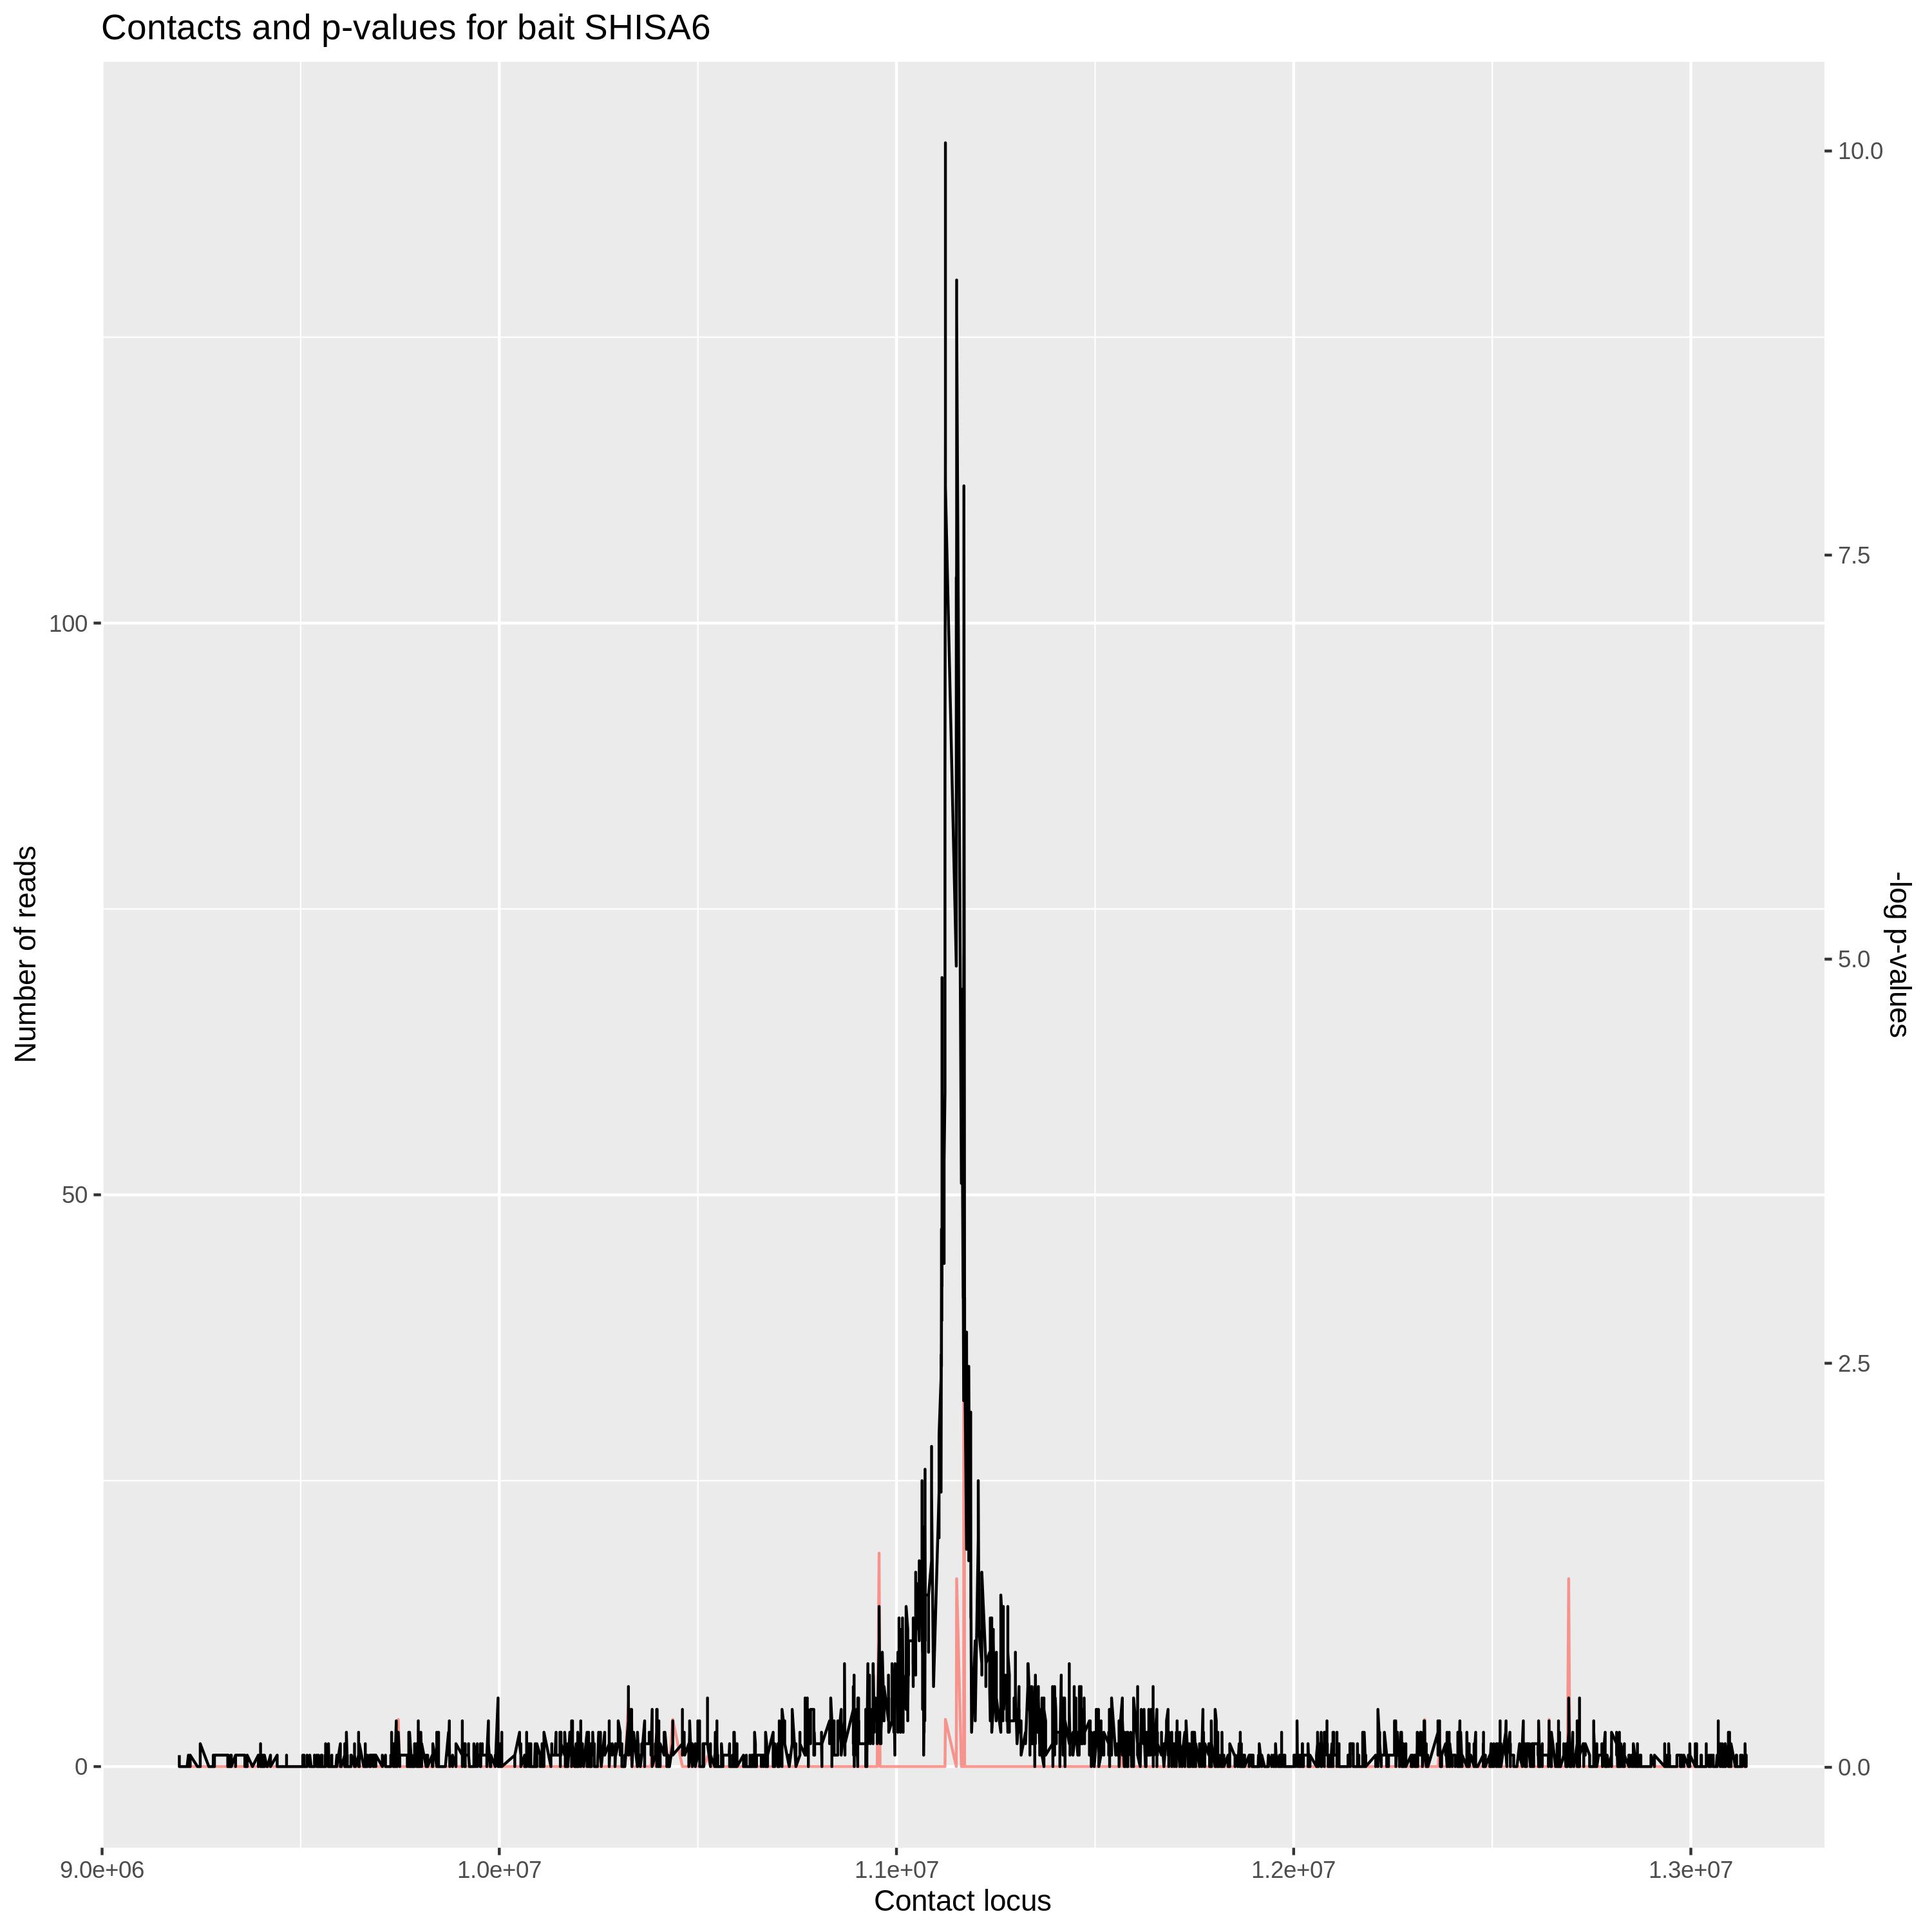 Contacts and p-values for bait SHISA6
10.0
7.5
100
5.0
Number of reads
-log p-values
50
2.5
0
0.0
9.0e+06
1.0e+07
1.1e+07
1.2e+07
1.3e+07
Contact locus